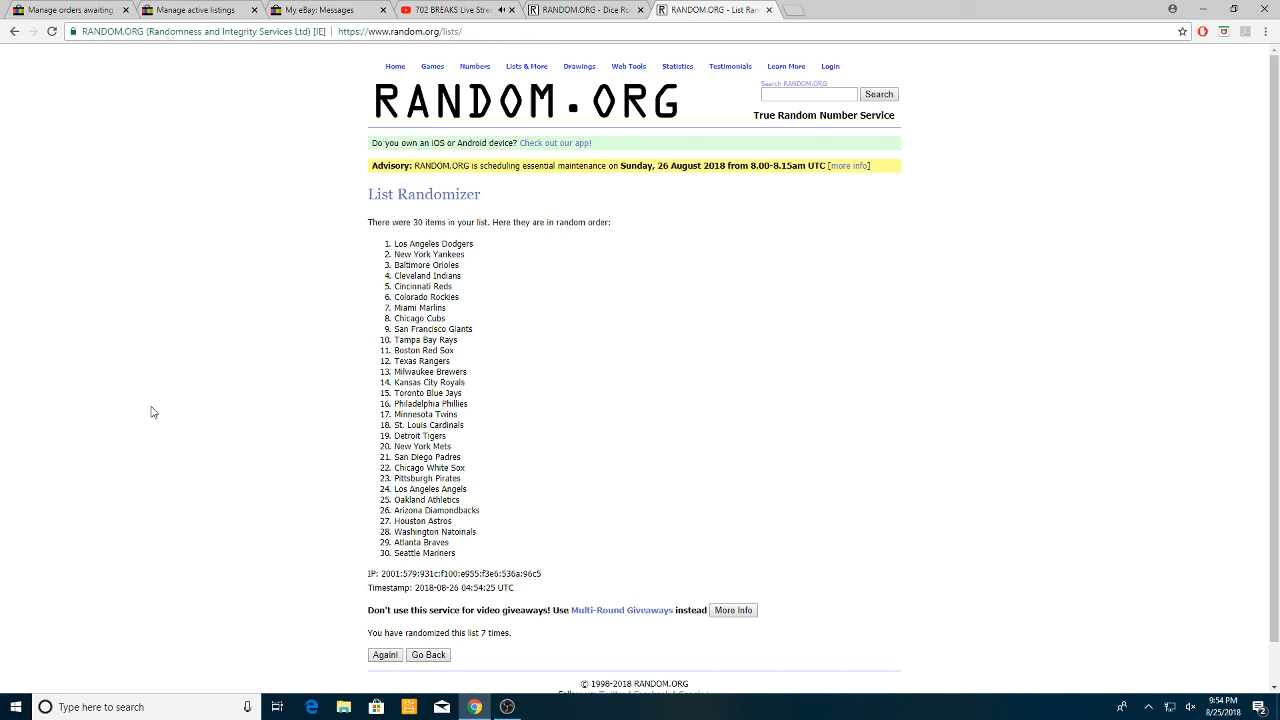 Manage orders awaiting
Manage active listings
My eBay: Messages
702 BREAKS Live Stre
RANDOM.ORG - Dice Ro
RANDOM.ORG - List Ran
RANDOM.ORG (Randomness and Integrity Services Ltd) [IE]
https://www.random.org/lists/
Home Games Numbers Lists & More Drawings Web Tools Statistics Testimonials Learn More Login
RANDOM.ORG
Search RANDOM.ORG
Search
True Random Number Service
Do you own an iOS or Android device? Check out our app!
Advisory: RANDOM.ORG is scheduling essential maintenance on Sunday, 26 August 2018 from 8.00-8.15am UTC [more info]
List Randomizer
There were 30 items in your list. Here they are in random order:
1. Los Angeles Dodgers
2. New York Yankees
3. Baltimore Orioles
4. Cleveland Indians
5. Cincinnati Reds
6. Colorado Rockies
7. Miami Marlins
8. Chicago Cubs
9. San Francisco Giants
10. Tampa Bay Rays
11. Boston Red Sox
12. Texas Rangers
13. Milwaukee Brewers
14. Kansas City Royals
15. Toronto Blue Jays
16. Philadelphia Phillies
17. Minnesota Twins
18. St. Louis Cardinals
19. Detroit Tigers
20. New York Mets
21. San Diego Padres
22. Chicago White Sox
23. Pittsburgh Pirates
24. Los Angeles Angels
25. Oakland Athletics
26. Arizona Diamondbacks
27. Houston Astros
28. Washington Natoinals
29. Atlanta Braves
30. Seattle Mariners
IP: 2001:579:931c:f100:e955:f3e6:536a:96c5
Timestamp: 2018-08-26 04:54:25 UTC
Don't use this service for video giveaways! Use Multi-Round Giveaways instead More Info
You have randomized this list 7 times.
Again! Go Back
© 1998-2018 RANDOM.ORG
Type here to search
9:54 PM
8/25/2018
2